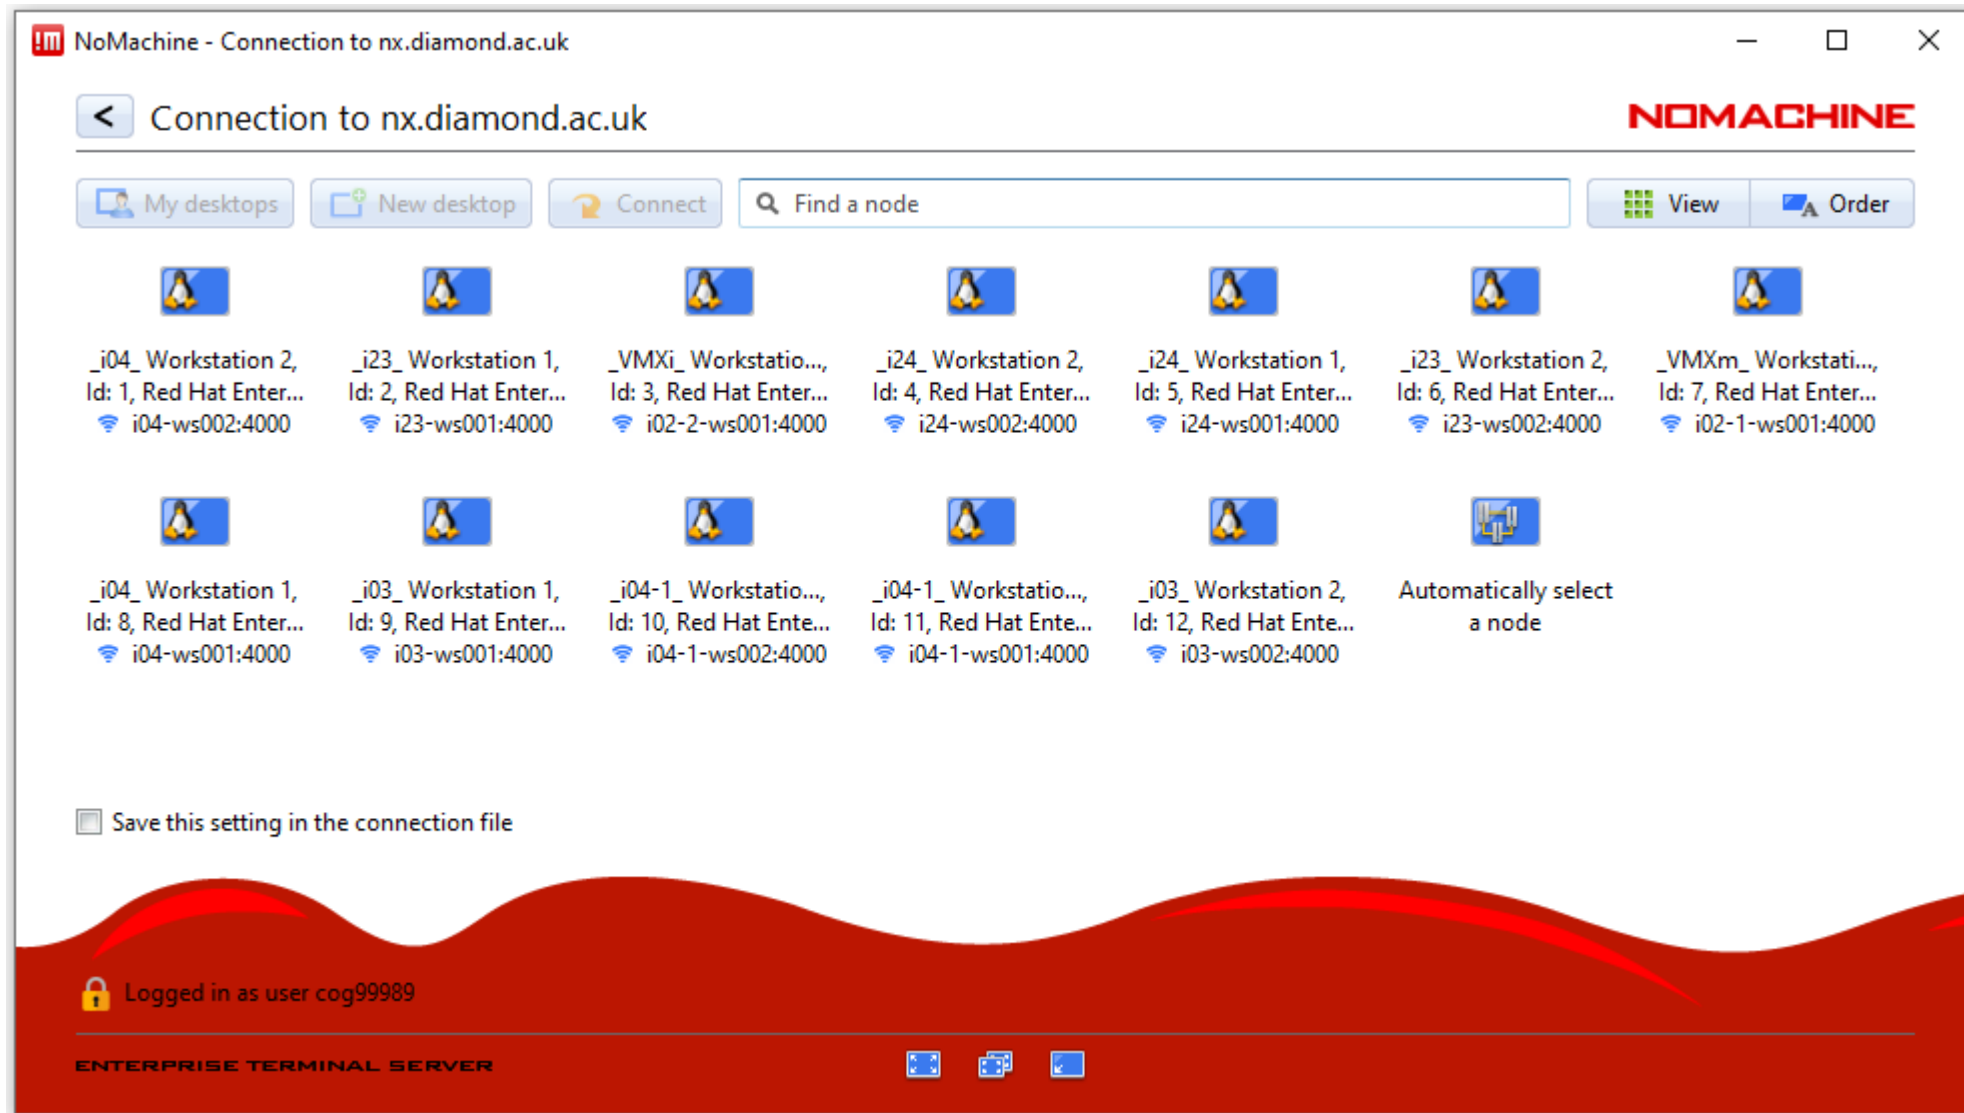 NoMachine - Connection to nx.diamond.ac.uk
< Connection to nx.diamond.ac.uk
NOMACHINE
My desktops
New desktop
Connect
Find a node
View
Order
_i04_ Workstation 2,
Id: 1, Red Hat Enter...
i04-ws002:4000
_i23_ Workstation 1,
Id: 2, Red Hat Enter...
i23-ws001:4000
_VMXi_ Workstatio...,
Id: 3, Red Hat Enter...
i02-2-ws001:4000
_i24_ Workstation 2,
Id: 4, Red Hat Enter...
i24-ws002:4000
_i24_ Workstation 1,
Id: 5, Red Hat Enter...
i24-ws001:4000
_i23_ Workstation 2,
Id: 6, Red Hat Enter...
i23-ws002:4000
_VMXm_ Workstati...,
Id: 7, Red Hat Enter...
i02-1-ws001:4000
_i04_ Workstation 1,
Id: 8, Red Hat Enter...
i04-ws001:4000
_i03_ Workstation 1,
Id: 9, Red Hat Enter...
i03-ws001:4000
_i04-1_ Workstatio...,
Id: 10, Red Hat Ente...
i04-1-ws002:4000
_i04-1_ Workstatio...,
Id: 11, Red Hat Ente...
i04-1-ws001:4000
_i03_ Workstation 2,
Id: 12, Red Hat Ente...
i03-ws002:4000
Automatically select
a node
Save this setting in the connection file
Logged in as user cog99989
ENTERPRISE TERMINAL SERVER